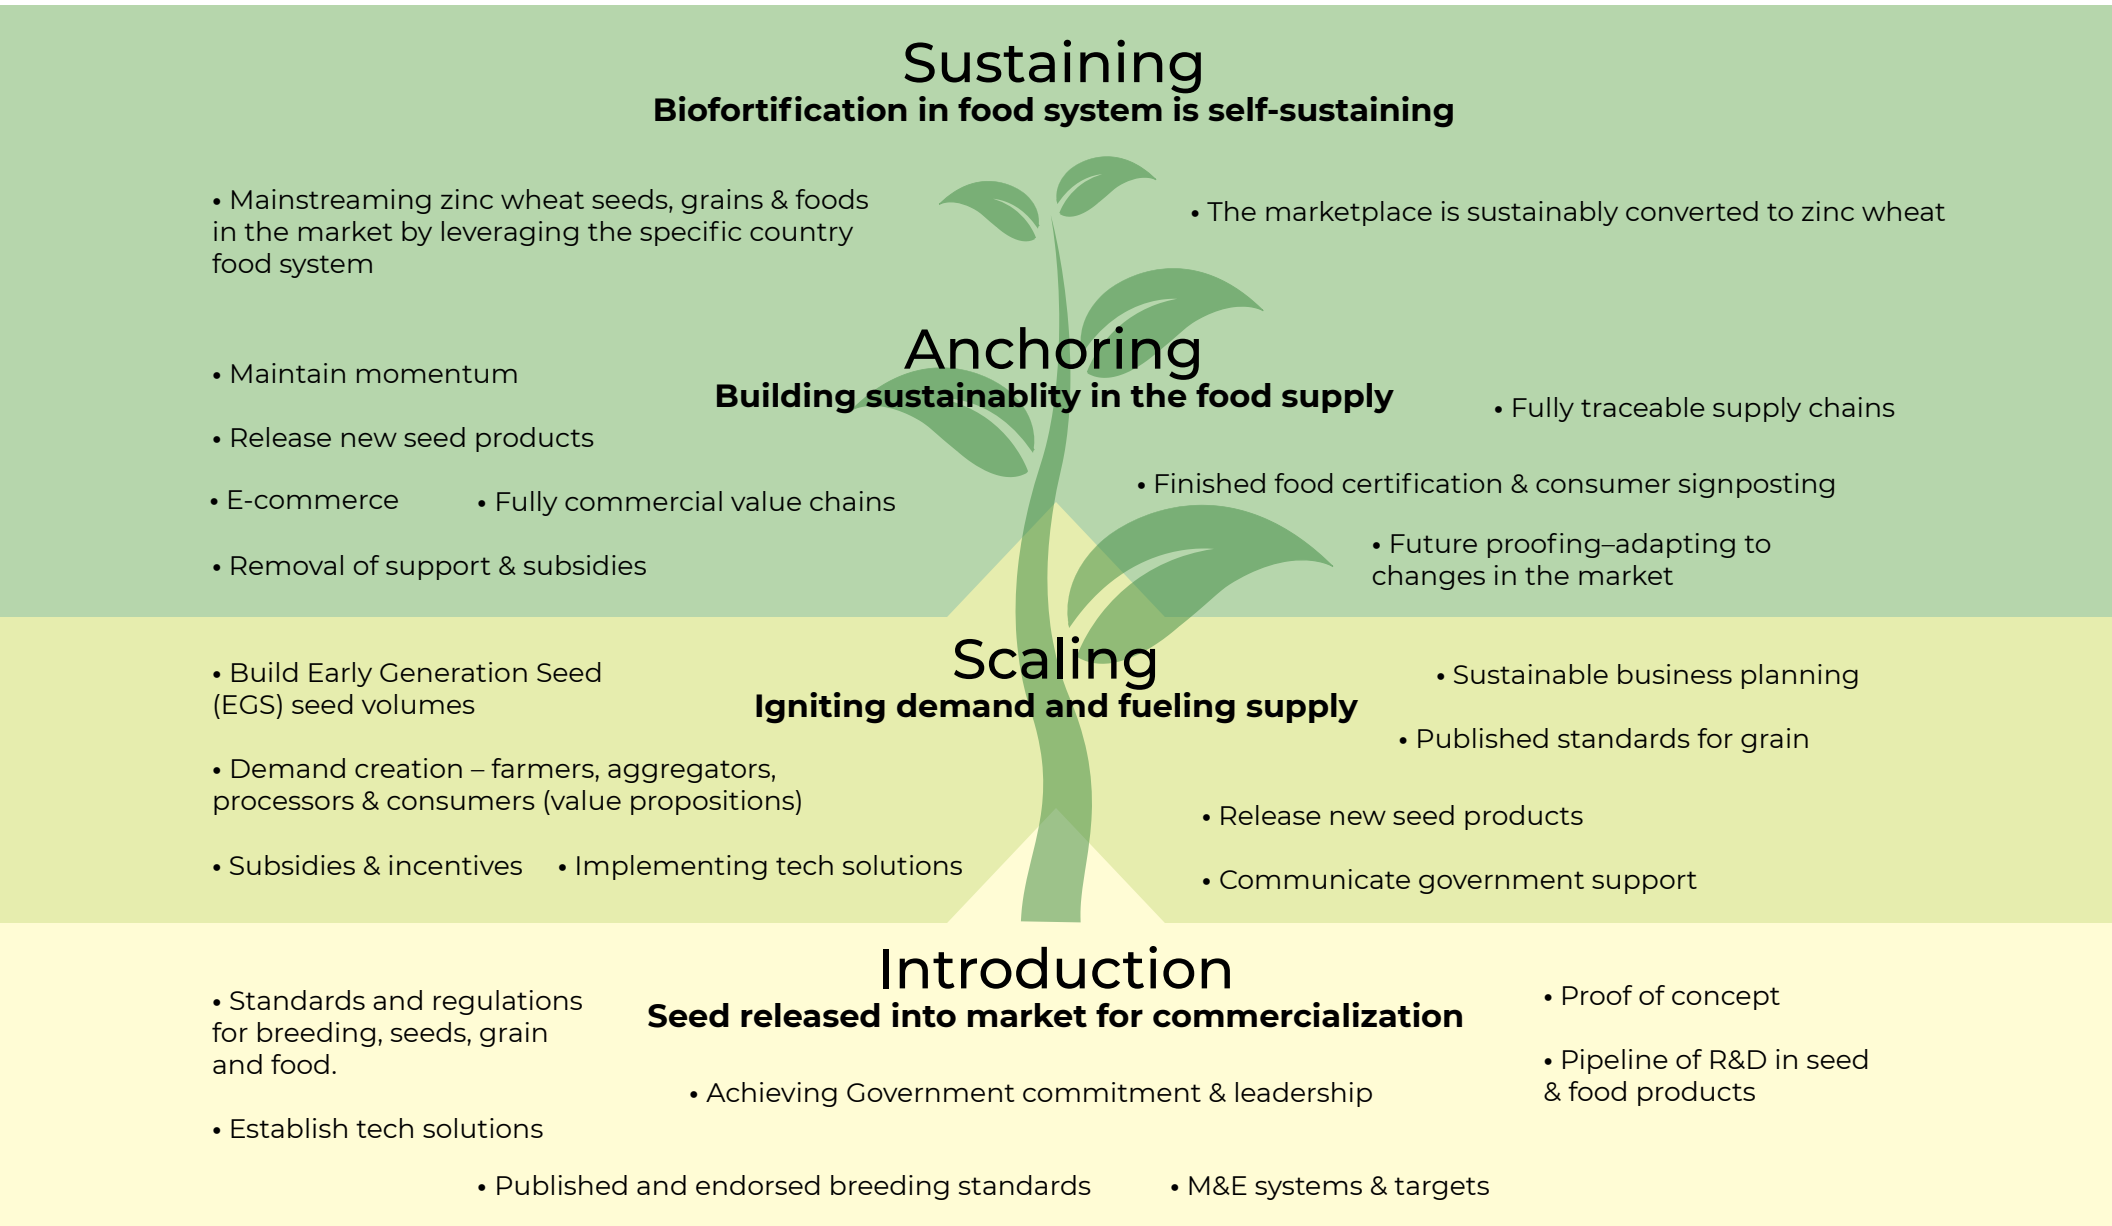 Sustaining
Biofortification in food system is self-sustaining
• Mainstreaming zinc wheat seeds, grains & foods
in the market by leveraging the specific country
food system
• The marketplace is sustainably converted to zinc wheat
Anchoring
Building sustainablity in the food supply
• Maintain momentum
• Release new seed products
• E-commerce
• Fully commercial value chains
• Removal of support & subsidies
• Fully traceable supply chains
• Finished food certification & consumer signposting
• Future proofing–adapting to
changes in the market
Scaling
Igniting demand and fueling supply
• Build Early Generation Seed
(EGS) seed volumes
• Demand creation – farmers, aggregators,
processors & consumers (value propositions)
• Subsidies & incentives
• Implementing tech solutions
• Sustainable business planning
• Published standards for grain
• Release new seed products
• Communicate government support
Introduction
Seed released into market for commercialization
• Standards and regulations
for breeding, seeds, grain
and food.
• Establish tech solutions
• Achieving Government commitment & leadership
• Proof of concept
• Pipeline of R&D in seed
& food products
• Published and endorsed breeding standards
• M&E systems & targets